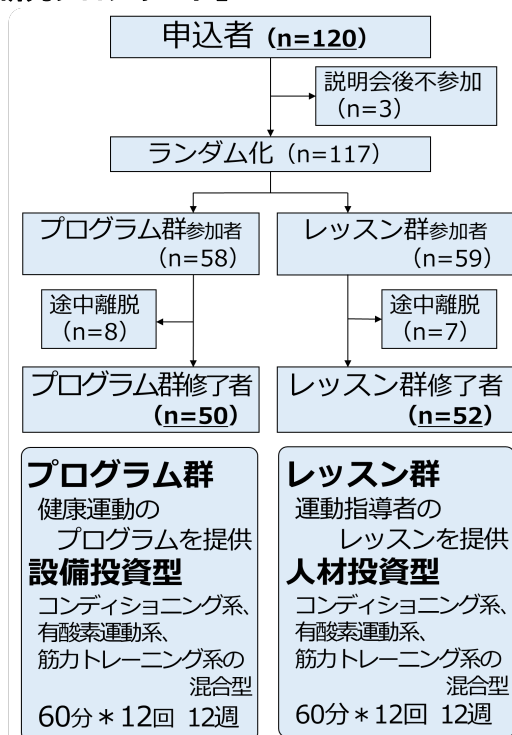 申込者 (n=120)
説明会後不参加
(n=3)
ランダム化 (n=117)
プログラム群参加者
(n=58)
レッスン群参加者
(n=59)
途中離脱
(n=8)
途中離脱
(n=7)
プログラム群修了者
(n=50)
レッスン群修了者
(n=52)
プログラム群
健康運動の
プログラムを提供
設備投資型
コンディショニング系、
有酸素運動系、
筋力トレーニング系の
混合型
60分*12回 12週
レッスン群
運動指導者の
レッスンを提供
人材投資型
コンディショニング系、
有酸素運動系、
筋力トレーニング系の
混合型
60分*12回 12週